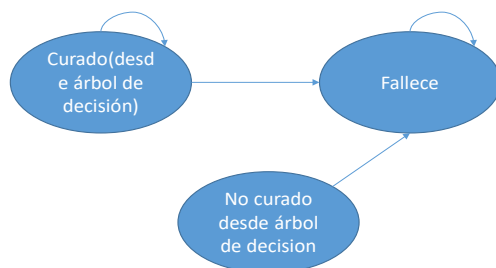 Curado(desd
e árbol de
decisión)
Fallece
No curado
desde árbol
de decision